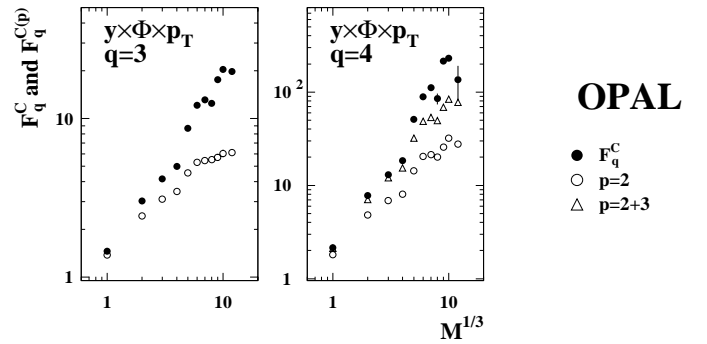 F_q^C and F_q^{C(p)}
y×Φ×p_T
q=3
10
1
1
10
y×Φ×p_T
q=4
10^2
10
1
1
10
M^{1/3}
OPAL
F_q^C
p=2
p=2+3